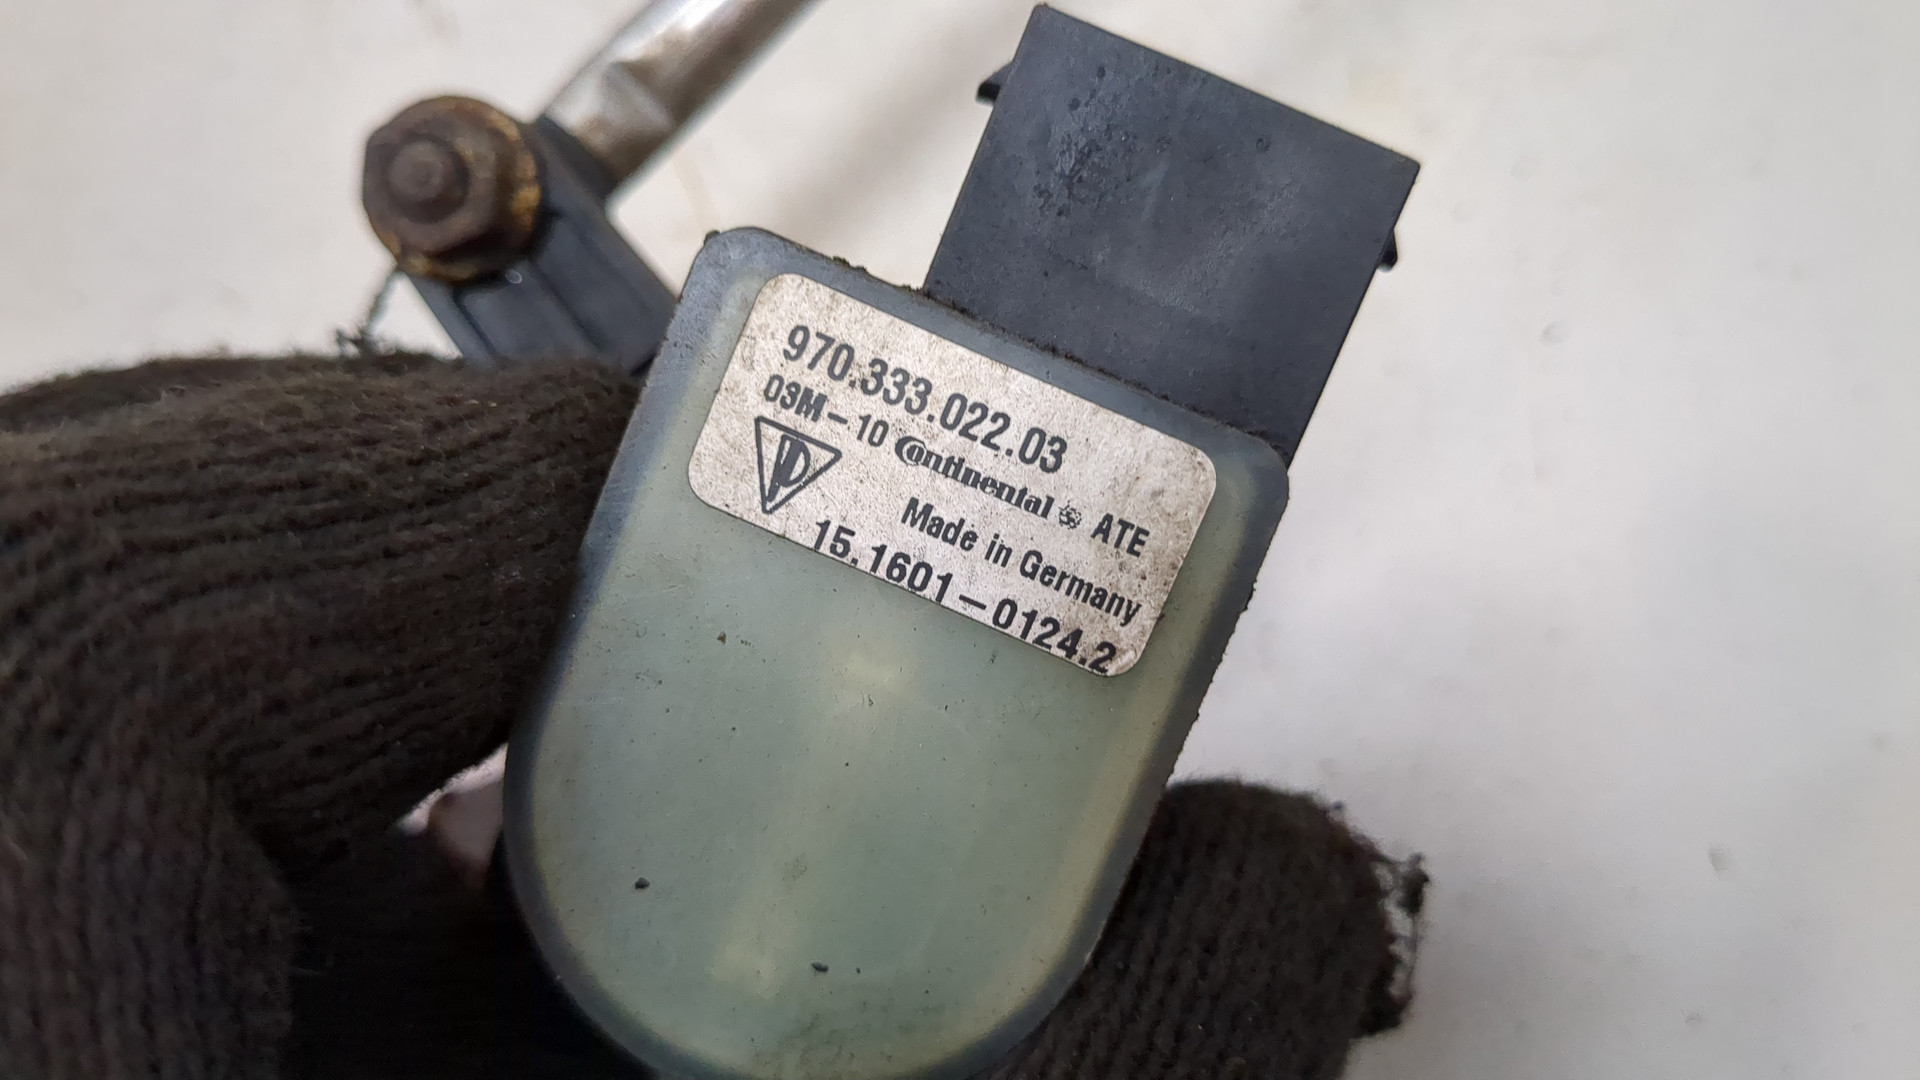 970.333.022.03
03M-10 Continental ATE
Made in Germany
15.1601-0124.2